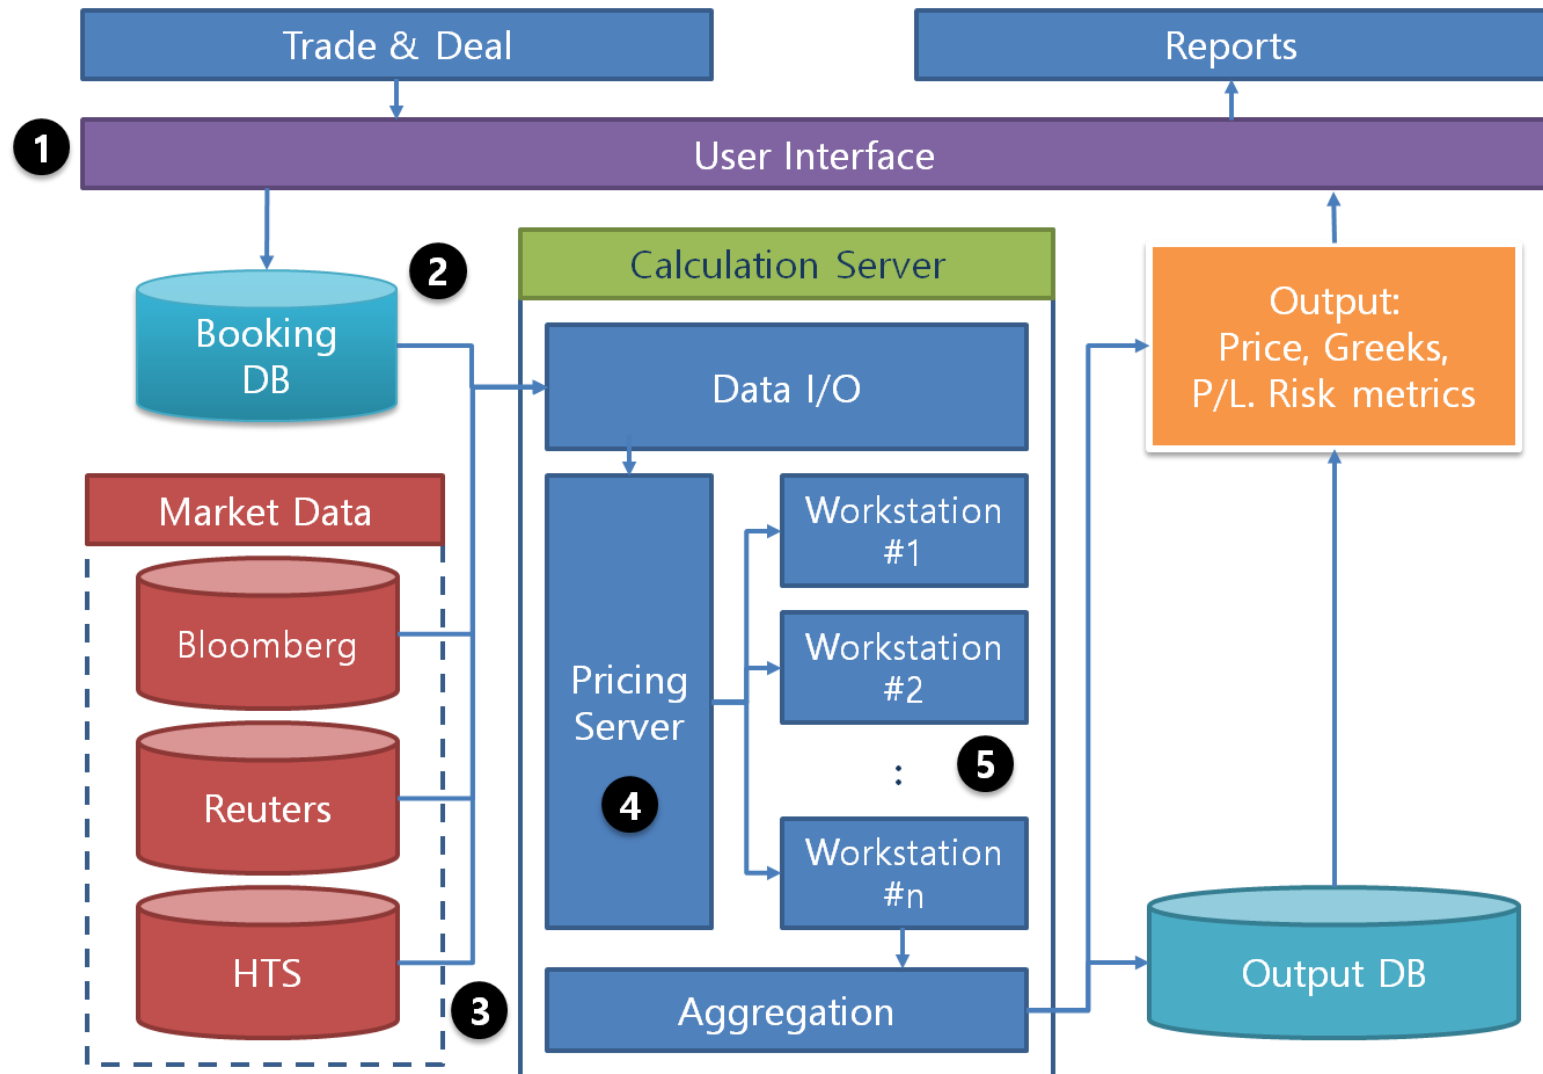 Trade & Deal
Reports
1
User Interface
2
Calculation Server
Booking
DB
Data I/O
Output:
Price, Greeks,
P/L. Risk metrics
Market Data
Bloomberg
Reuters
HTS
3
Pricing
Server
4
Workstation
#1
Workstation
#2
:
5
Workstation
#n
Aggregation
Output DB